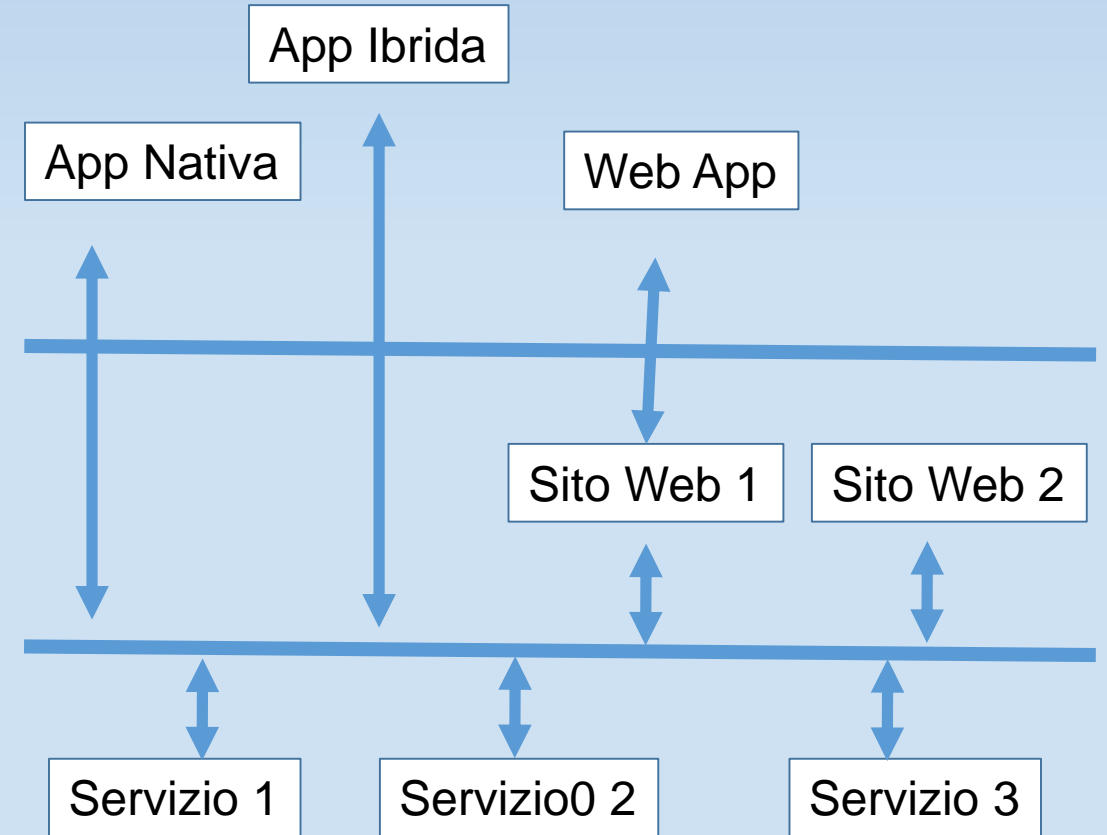 App Ibrida
App Nativa
Web App
Sito Web 1
Sito Web 2
Servizio 1
Servizio0 2
Servizio 3